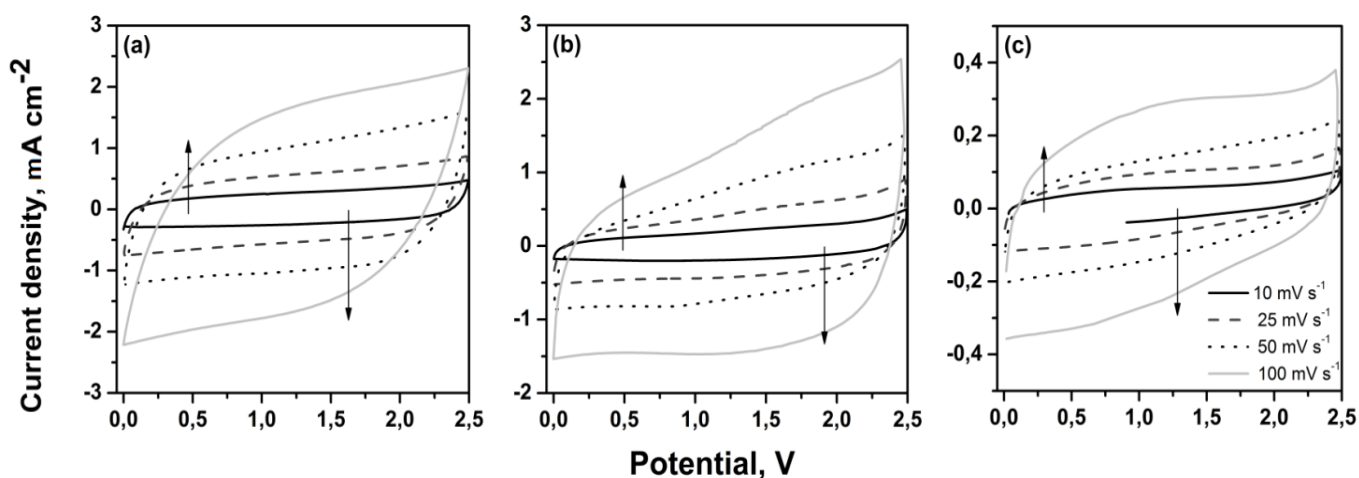 (a)
3
2
1
0
-1
-2
-3
0,0 0,5 1,0 1,5 2,0 2,5
(b)
3
2
1
0
-1
-2
0,0 0,5 1,0 1,5 2,0 2,5
(c)
0,4
0,2
0,0
-0,2
-0,4
0,0 0,5 1,0 1,5 2,0 2,5
10 mV s⁻¹
25 mV s⁻¹
50 mV s⁻¹
100 mV s⁻¹
Current density, mA cm⁻²
Potential, V